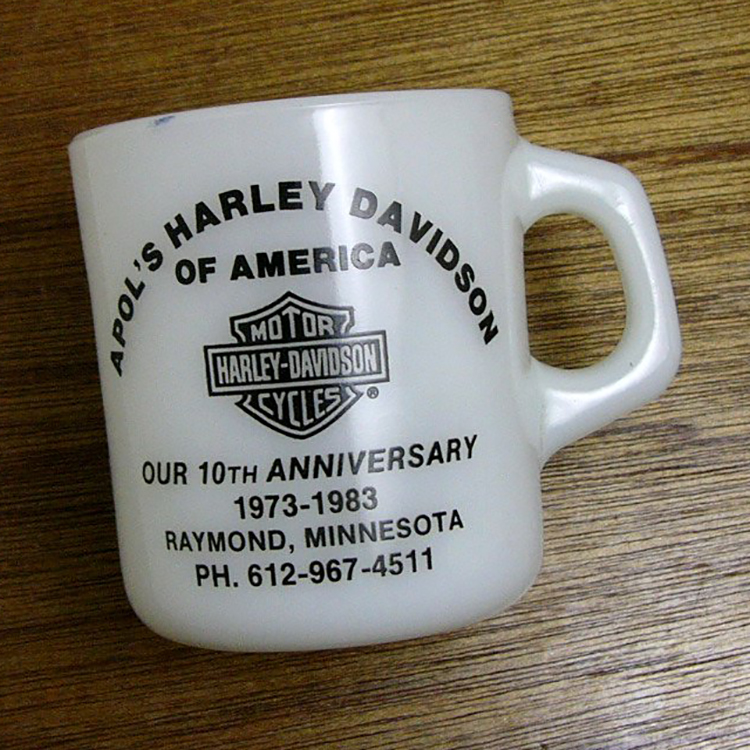 APOL'S HARLEY DAVIDSON
OF AMERICA
MOTOR
HARLEY-DAVIDSON
CYCLES
®
OUR 10TH ANNIVERSARY
1973-1983
RAYMOND, MINNESOTA
PH. 612-967-4511